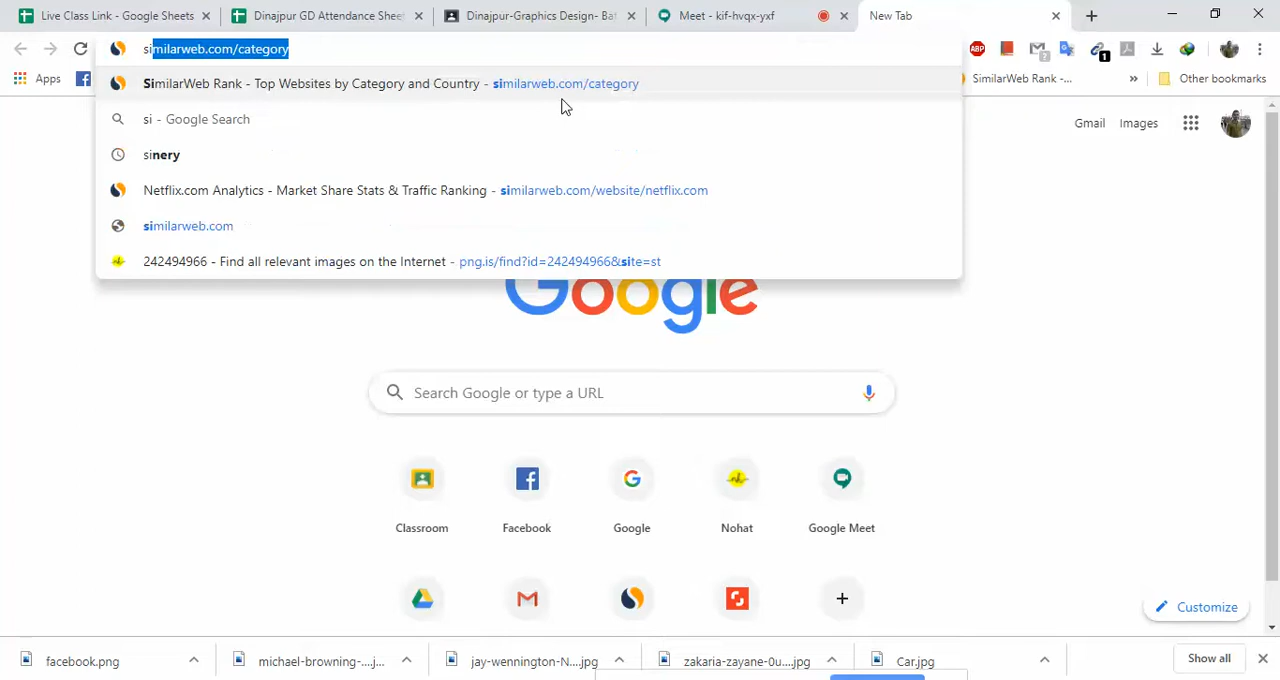 Live Class Link - Google Sheets
Dinajpur GD Attendance Sheet
Dinajpur-Graphics Design- Bat
Meet - kif-hvqx-yxf
New Tab
similarweb.com/category
ABP
?
1
Apps
SimilarWeb Rank -...
»
Other bookmarks
SimilarWeb Rank - Top Websites by Category and Country - similarweb.com/category
si - Google Search
sinery
Netflix.com Analytics - Market Share Stats & Traffic Ranking - similarweb.com/website/netflix.com
similarweb.com
242494966 - Find all relevant images on the Internet - png.is/find?id=242494966&site=st
Gmail
Images
Google
Search Google or type a URL
Classroom
Facebook
Google
Nohat
Google Meet
Customize
facebook.png
michael-browning-....j...
jay-wennington-N....jpg
zakaria-zayane-0u....jpg
Car.jpg
Show all